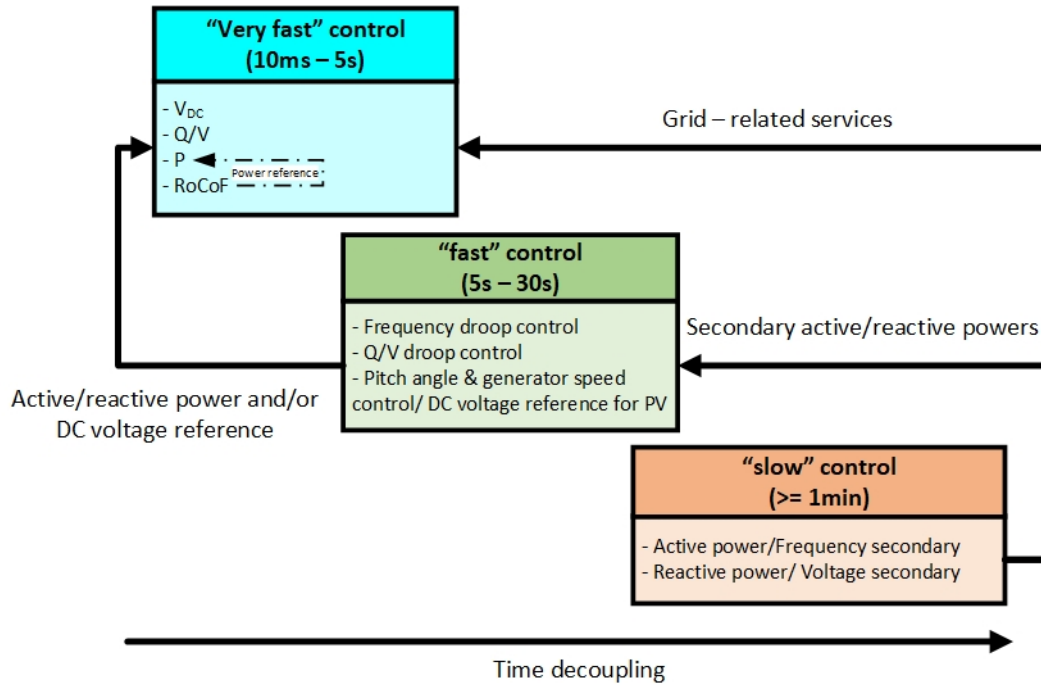 “Very fast” control
(10ms – 5s)
- VDC
- Q/V
- P
Power reference
- RoCoF
Grid – related services
“fast” control
(5s – 30s)
- Frequency droop control
- Q/V droop control
- Pitch angle & generator speed
control/ DC voltage reference for PV
Secondary active/reactive powers
Active/reactive power and/or
DC voltage reference
“slow” control
(>= 1min)
- Active power/Frequency secondary
- Reactive power/ Voltage secondary
Time decoupling